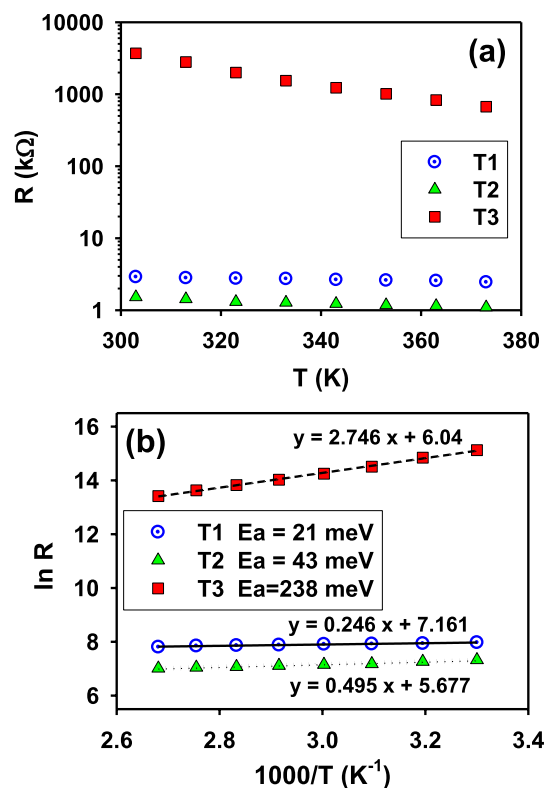 10000
(a)
1000
T1
T2
T3
100
R (kΩ)
10
1
300 320 340 360 380
T (K)
16
(b)
y = 2.746 x + 6.04
14
12
T1 Ea = 21 meV
T2 Ea = 43 meV
T3 Ea=238 meV
ln R
10
y = 0.246 x + 7.161
8
6
y = 0.495 x + 5.677
2.6 2.8 3.0 3.2 3.4
1000/T (K⁻¹)